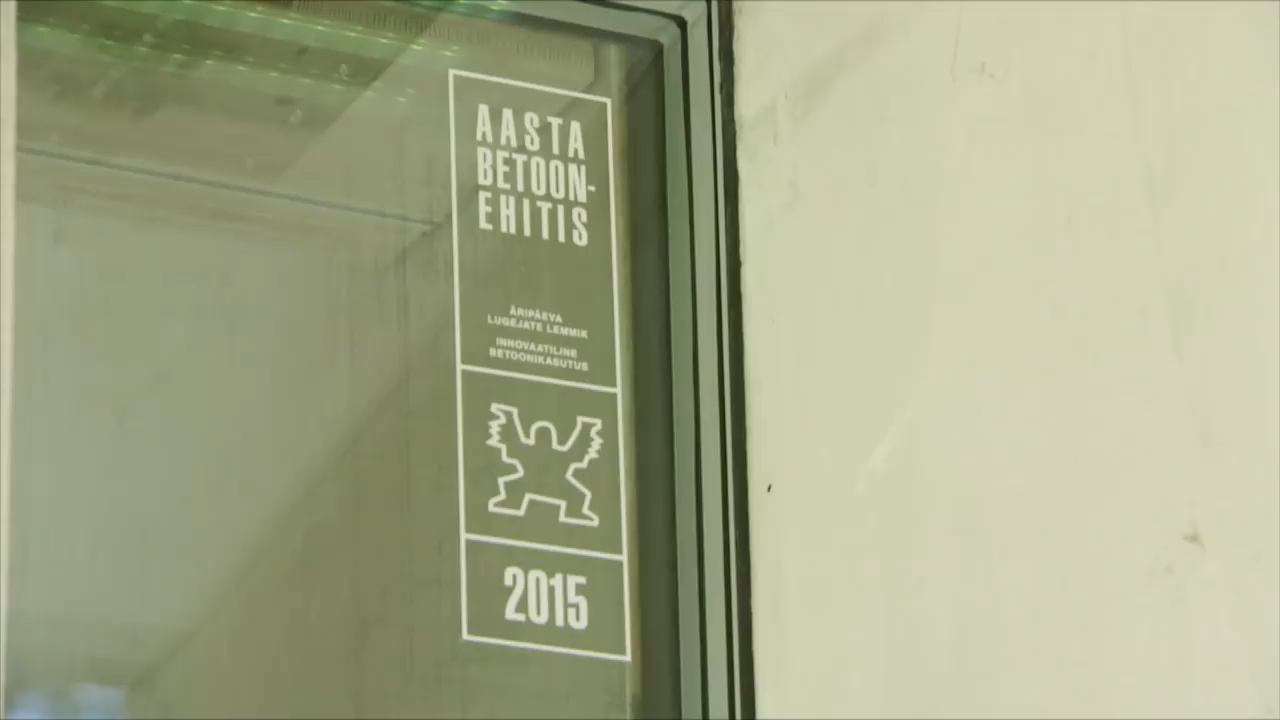 AASTA
BETOON-
EHITIS
ÄRIPÄEVA
LUGEJATE LEMMIK
INNOVAATILINE
BETOONIKASUTUS
2015